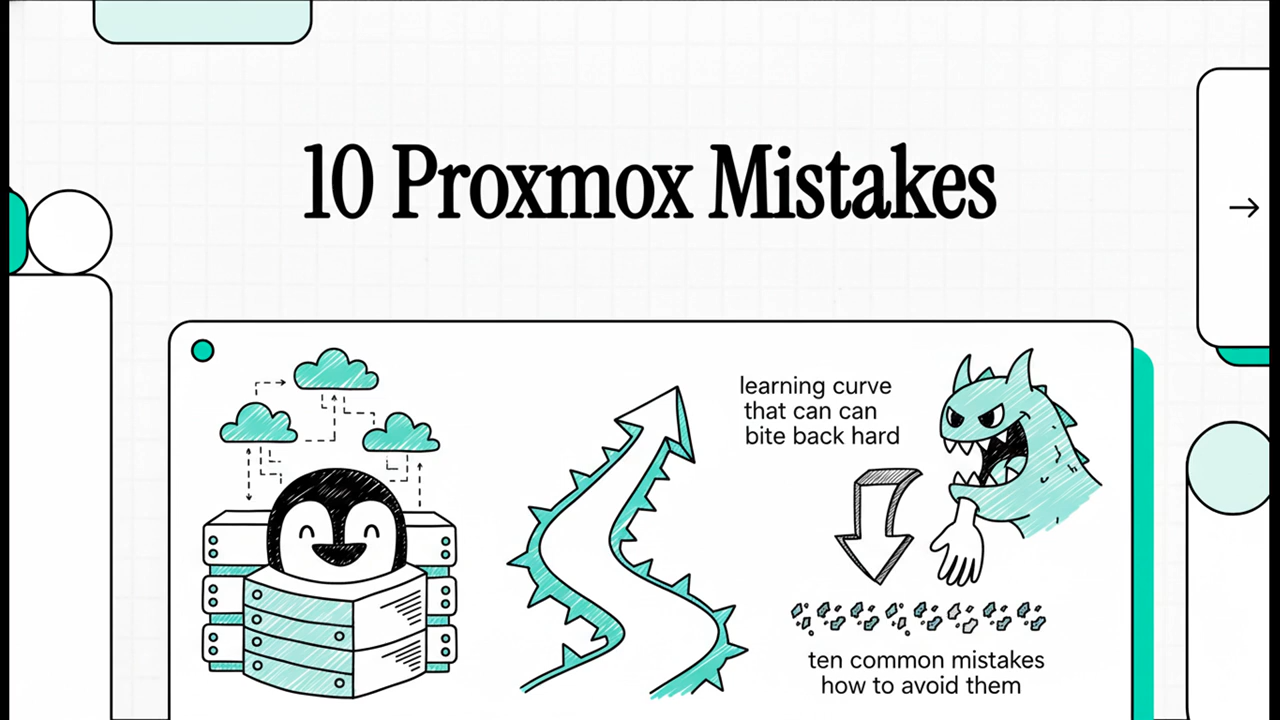 10 Proxmox Mistakes
learning curve
that can can
bite back hard
ten common mistakes
how to avoid them